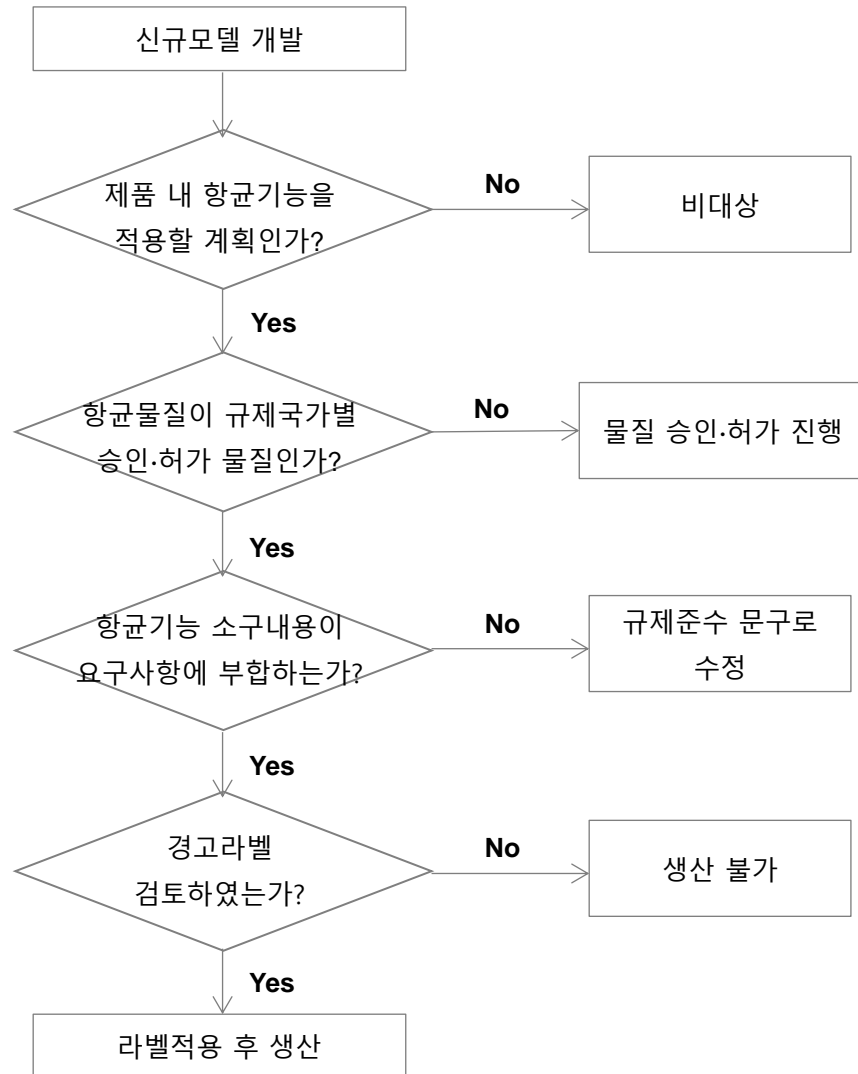 신규모델 개발
제품 내 항균기능을
적용할 계획인가?
No
비대상
Yes
항균물질이 규제국가별
승인·허가 물질인가?
No
물질 승인·허가 진행
Yes
항균기능 소구내용이
요구사항에 부합하는가?
No
규제준수 문구로
수정
Yes
경고라벨
검토하였는가?
No
생산 불가
Yes
라벨적용 후 생산